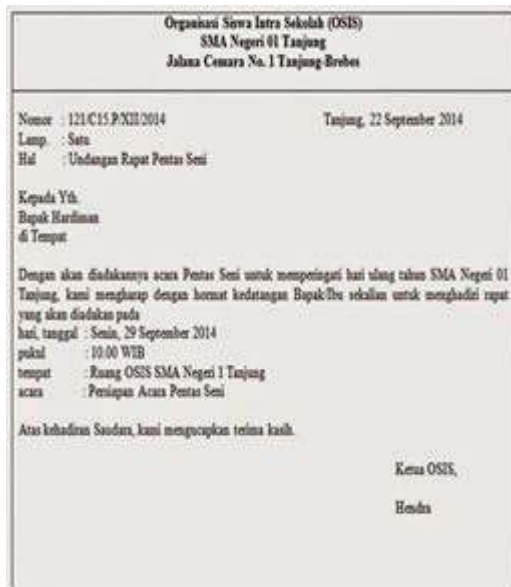 Organisasi Siswa Intra Sekolah (OSIS)
SMA Negeri 01 Tanjung
Jalana Cemara No. 1 Tanjung-Brebes
Nomor : 121/C15.P/XII/2014 Tanjung, 22 September 2014
Lamp. : Satu
Hal : Undangan Rapat Pentas Seni
Kepada Yth.
Bapak Hardiman
di Tempat
Dengan akan diadakannya acara Pentas Seni untuk memperingati hari ulang tahun SMA Negeri 01
Tanjung, kami mengharap dengan hormat kedatangan Bapak/Ibu sekalian untuk menghadiri rapat
yang akan diadakan pada
hari, tanggal : Senin, 29 September 2014
pukul : 10.00 WIB
tempat : Ruang OSIS SMA Negeri 1 Tanjung
acara : Persiapan Acara Pentas Seni
Atas kehadiran Saudara, kami mengucapkan terima kasih.
Ketua OSIS,
Hendra